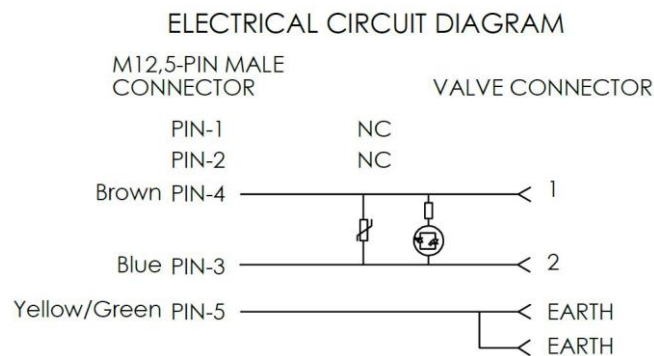 ELECTRICAL CIRCUIT DIAGRAM
M12,5-PIN MALE
CONNECTOR
VALVE CONNECTOR
PIN-1 NC
PIN-2 NC
Brown PIN-4 1
Blue PIN-3 2
Yellow/Green PIN-5 EARTH
EARTH